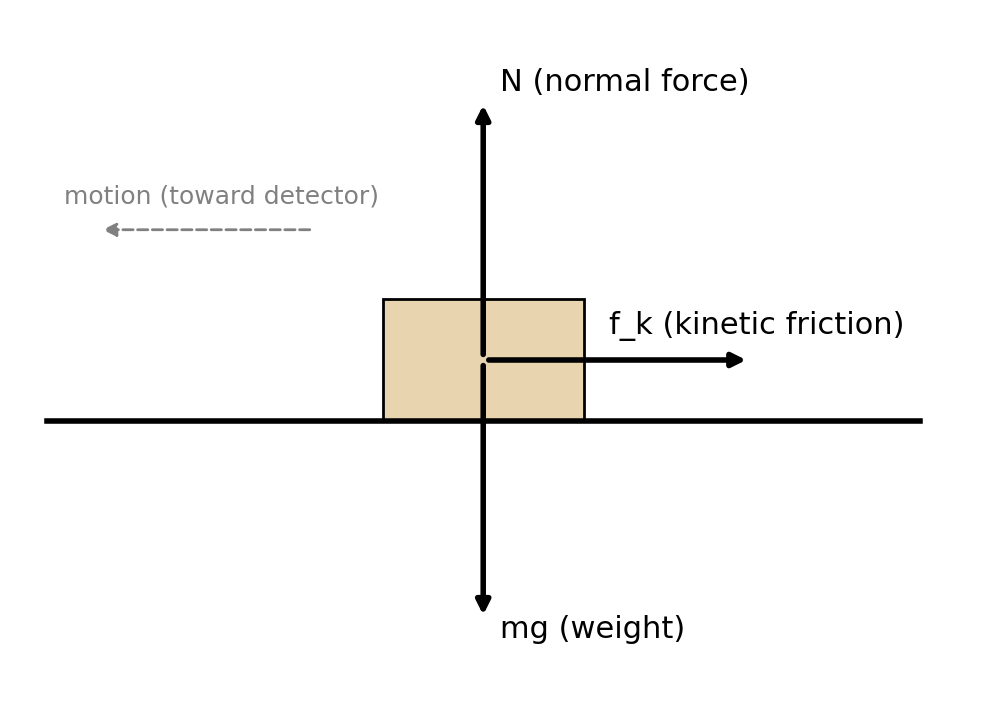 N (normal force)
motion (toward detector)
f_k (kinetic friction)
mg (weight)